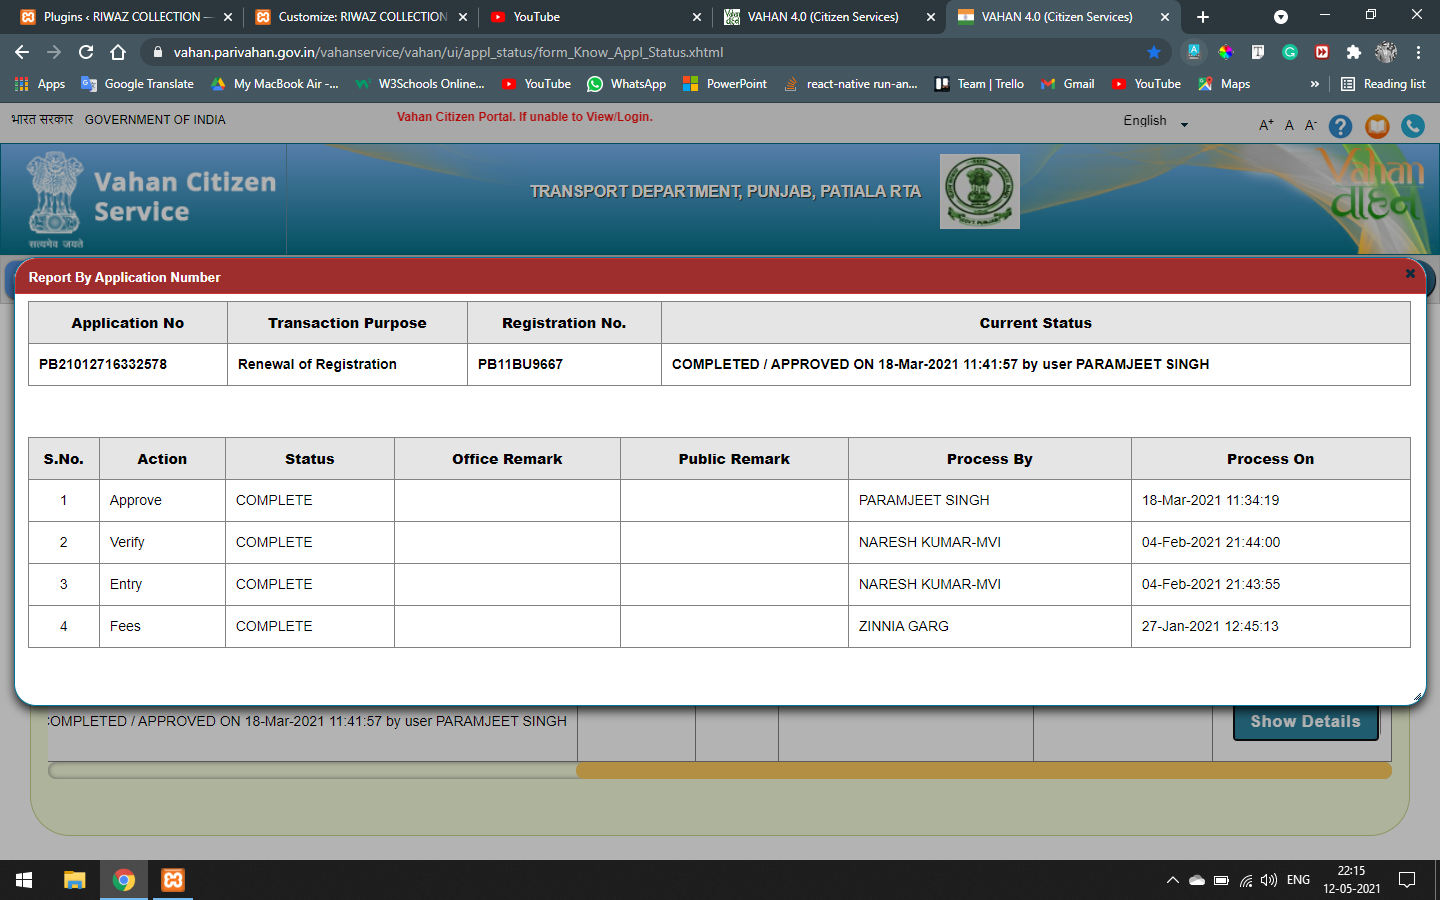 Plugins ‹ RIWAZ COLLECTION —
Customize: RIWAZ COLLECTION
YouTube
VAHAN 4.0 (Citizen Services)
VAHAN 4.0 (Citizen Services)
vahan.parivahan.gov.in/vahanservice/vahan/ui/appl_status/form_Know_Appl_Status.xhtml
Apps
Google Translate
My MacBook Air -...
W3Schools Online...
YouTube
WhatsApp
PowerPoint
react-native run-an...
Team | Trello
Gmail
YouTube
Maps
»
Reading list
भारत सरकार GOVERNMENT OF INDIA
Vahan Citizen Portal. If unable to View/Login.
English
A+ A A-
Vahan Citizen
Service
सत्यमेव जयते
TRANSPORT DEPARTMENT, PUNJAB, PATIALA RTA
Vahan
वाहन
Report By Application Number
Application No Transaction Purpose Registration No. Current Status
PB21012716332578 Renewal of Registration PB11BU9667 COMPLETED / APPROVED ON 18-Mar-2021 11:41:57 by user PARAMJEET SINGH
S.No. Action Status Office Remark Public Remark Process By Process On
1 Approve COMPLETE PARAMJEET SINGH 18-Mar-2021 11:34:19
2 Verify COMPLETE NARESH KUMAR-MVI 04-Feb-2021 21:44:00
3 Entry COMPLETE NARESH KUMAR-MVI 04-Feb-2021 21:43:55
4 Fees COMPLETE ZINNIA GARG 27-Jan-2021 12:45:13
OMPLETED / APPROVED ON 18-Mar-2021 11:41:57 by user PARAMJEET SINGH
Show Details
ENG
22:15
12-05-2021